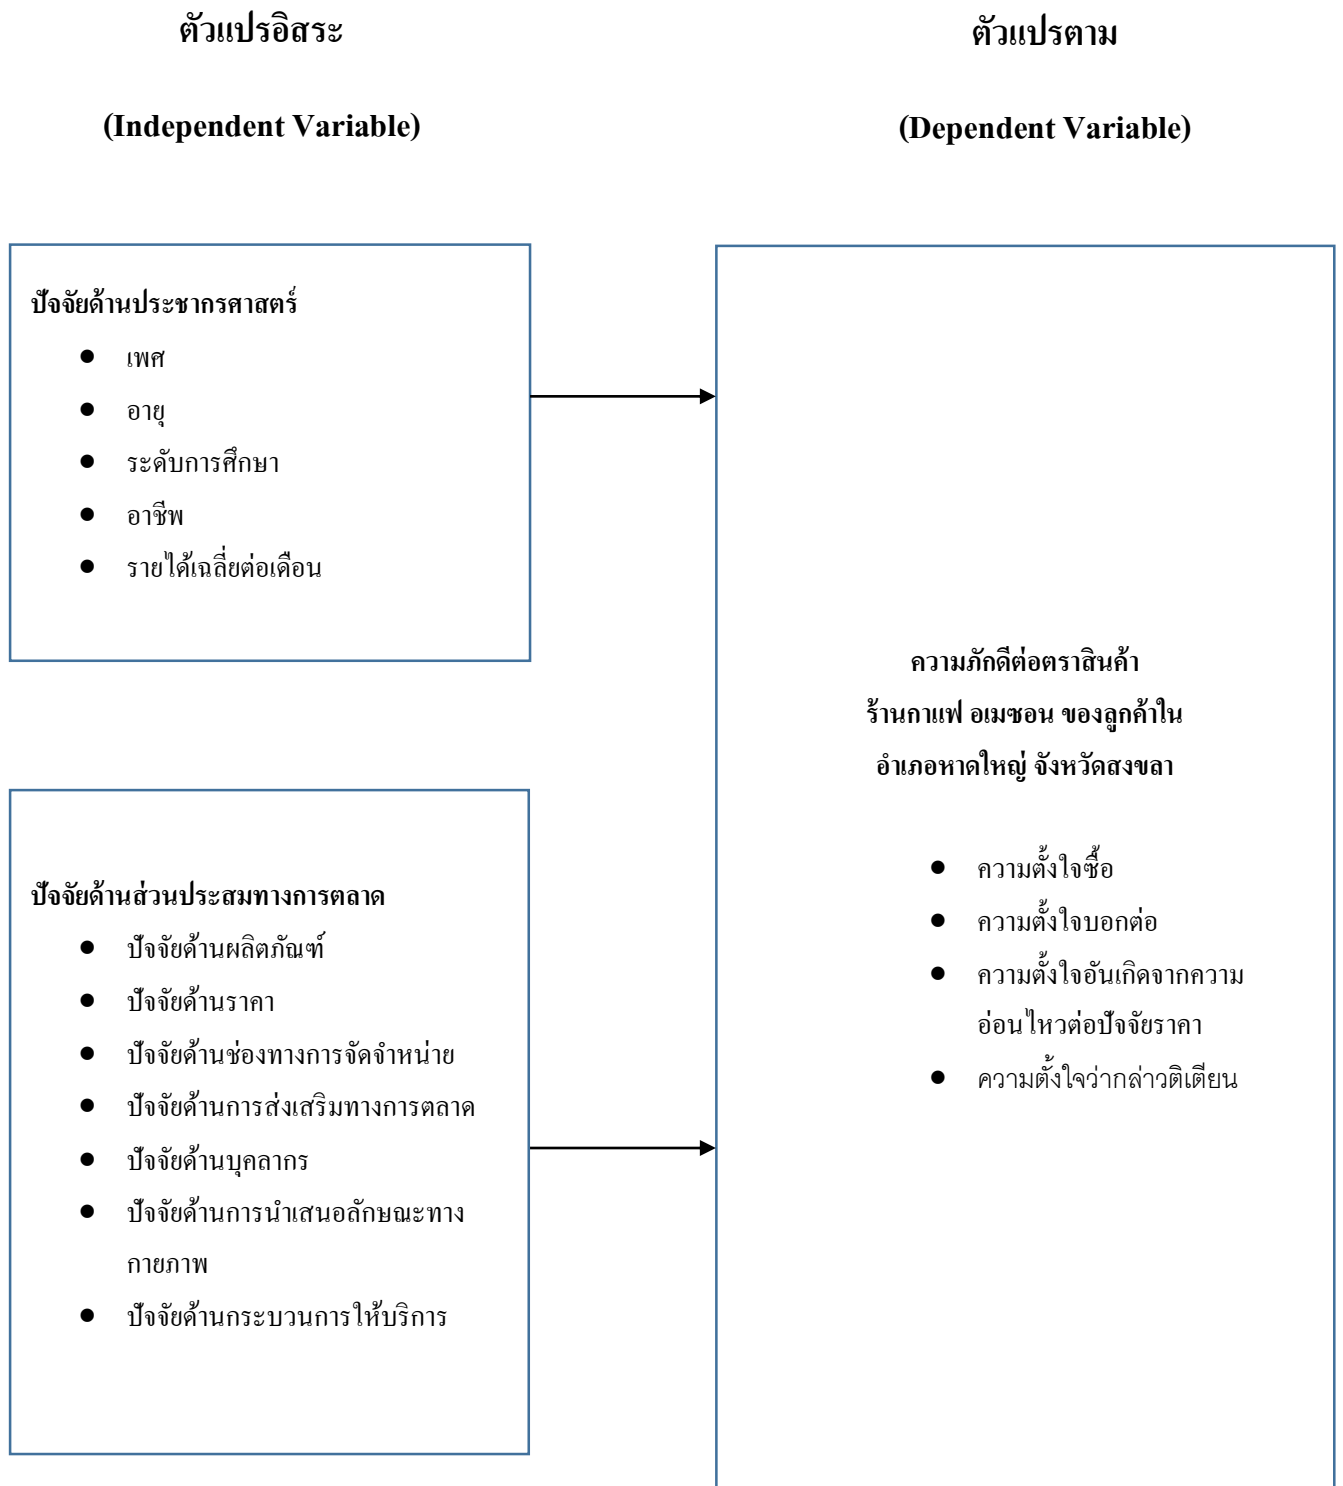 ตัวแปรอิสระ
(Independent Variable)
ปัจจัยด้านประชากรศาสตร์
● เพศ
● อายุ
● ระดับการศึกษา
● อาชีพ
● รายได้เฉลี่ยต่อเดือน
ปัจจัยด้านส่วนประสมทางการตลาด
● ปัจจัยด้านผลิตภัณฑ์
● ปัจจัยด้านราคา
● ปัจจัยด้านช่องทางการจัดจำหน่าย
● ปัจจัยด้านการส่งเสริมทางการตลาด
● ปัจจัยด้านบุคลากร
● ปัจจัยด้านการนำเสนอลักษณะทาง
กายภาพ
● ปัจจัยด้านกระบวนการให้บริการ
ตัวแปรตาม
(Dependent Variable)
ความภักดีต่อตราสินค้า
ร้านกาแฟ อเมซอน ของลูกค้าใน
อำเภอหาดใหญ่ จังหวัดสงขลา
● ความตั้งใจซื้อ
● ความตั้งใจบอกต่อ
● ความตั้งใจอันเกิดจากความ
อ่อนไหวต่อปัจจัยราคา
● ความตั้งใจว่ากล่าวติเตียน